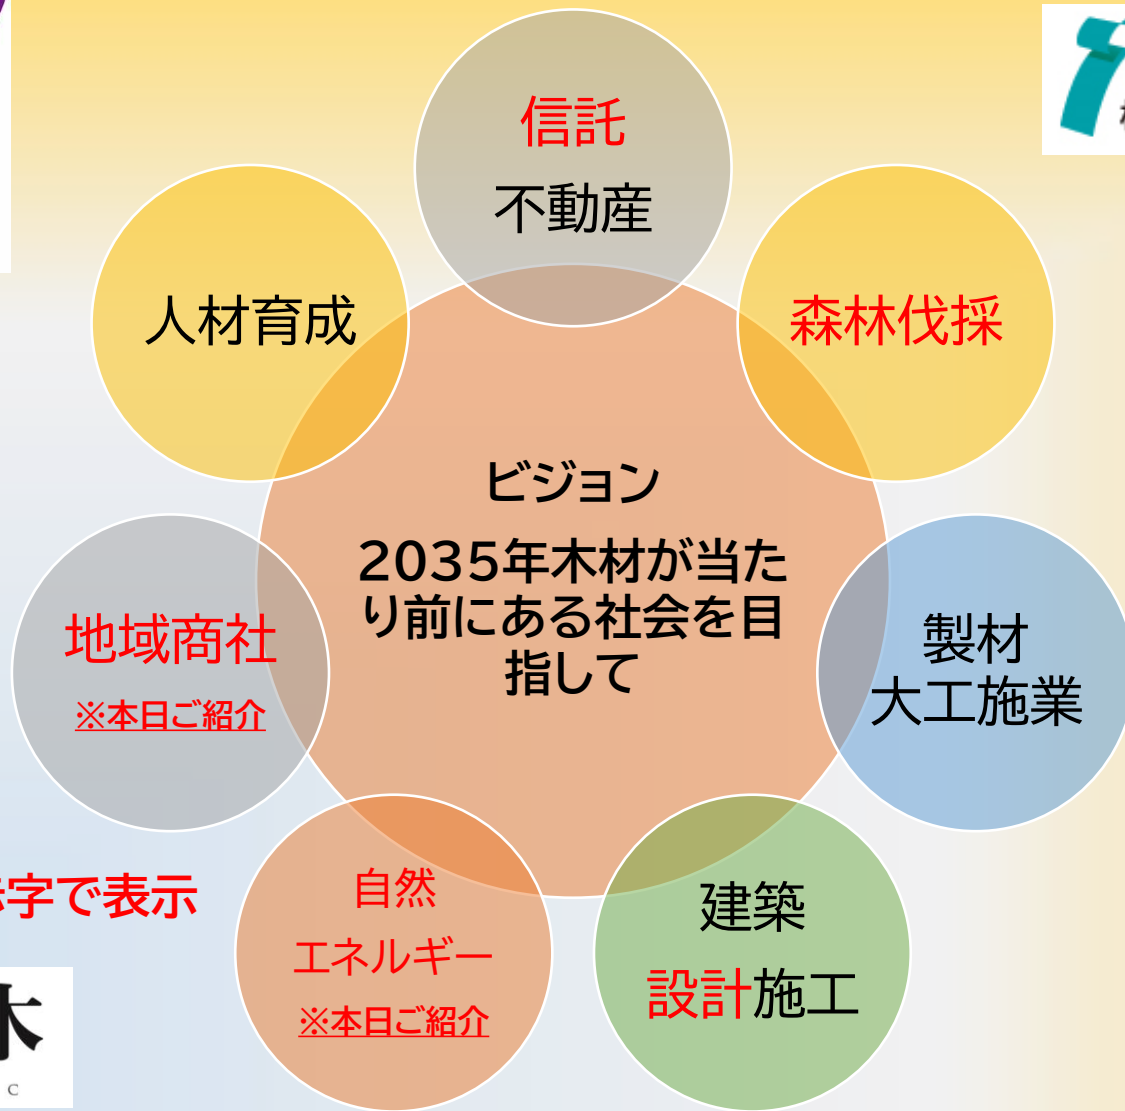 信託
不動産
人材育成
森林伐採
ビジョン
2035年木材が当た
り前にある社会を目
指して
地域商社
※本日ご紹介
製材
大工施業
字で表示
自然
エネルギー
※本日ご紹介
建築
設計施工
木
C